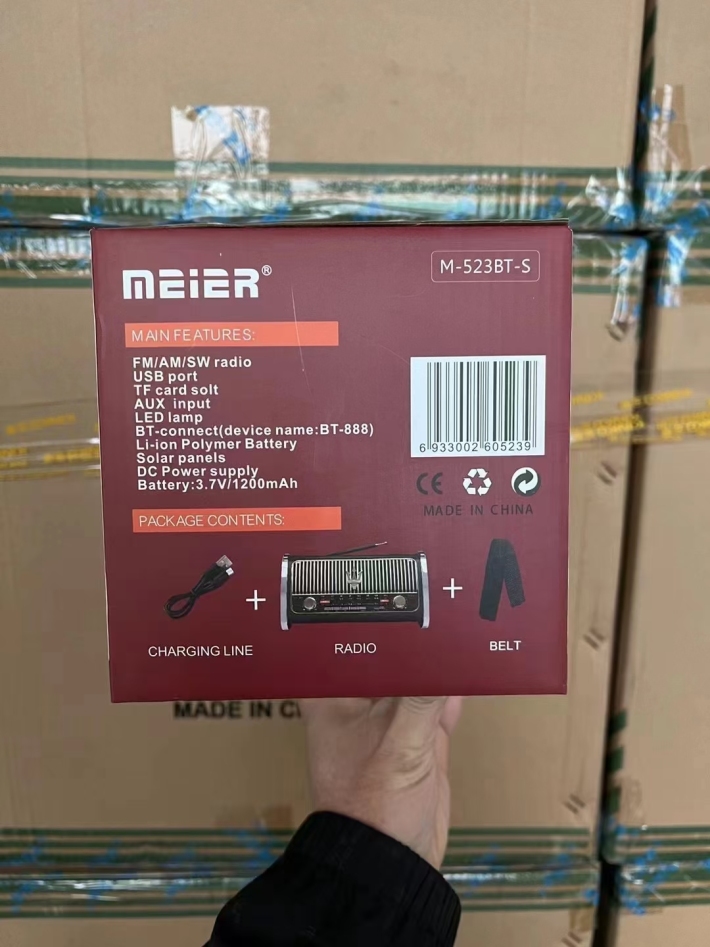 MEIER®
M-523BT-S
MAIN FEATURES:
FM/AM/SW radio
USB port
TF card solt
AUX input
LED lamp
BT-connect(device name:BT-888)
Li-ion Polymer Battery
Solar panels
DC Power supply
Battery:3.7V/1200mAh
6 933002 605239
CE
MADE IN CHINA
PACKAGE CONTENTS:
+
+
CHARGING LINE
RADIO
BELT
MADE IN C